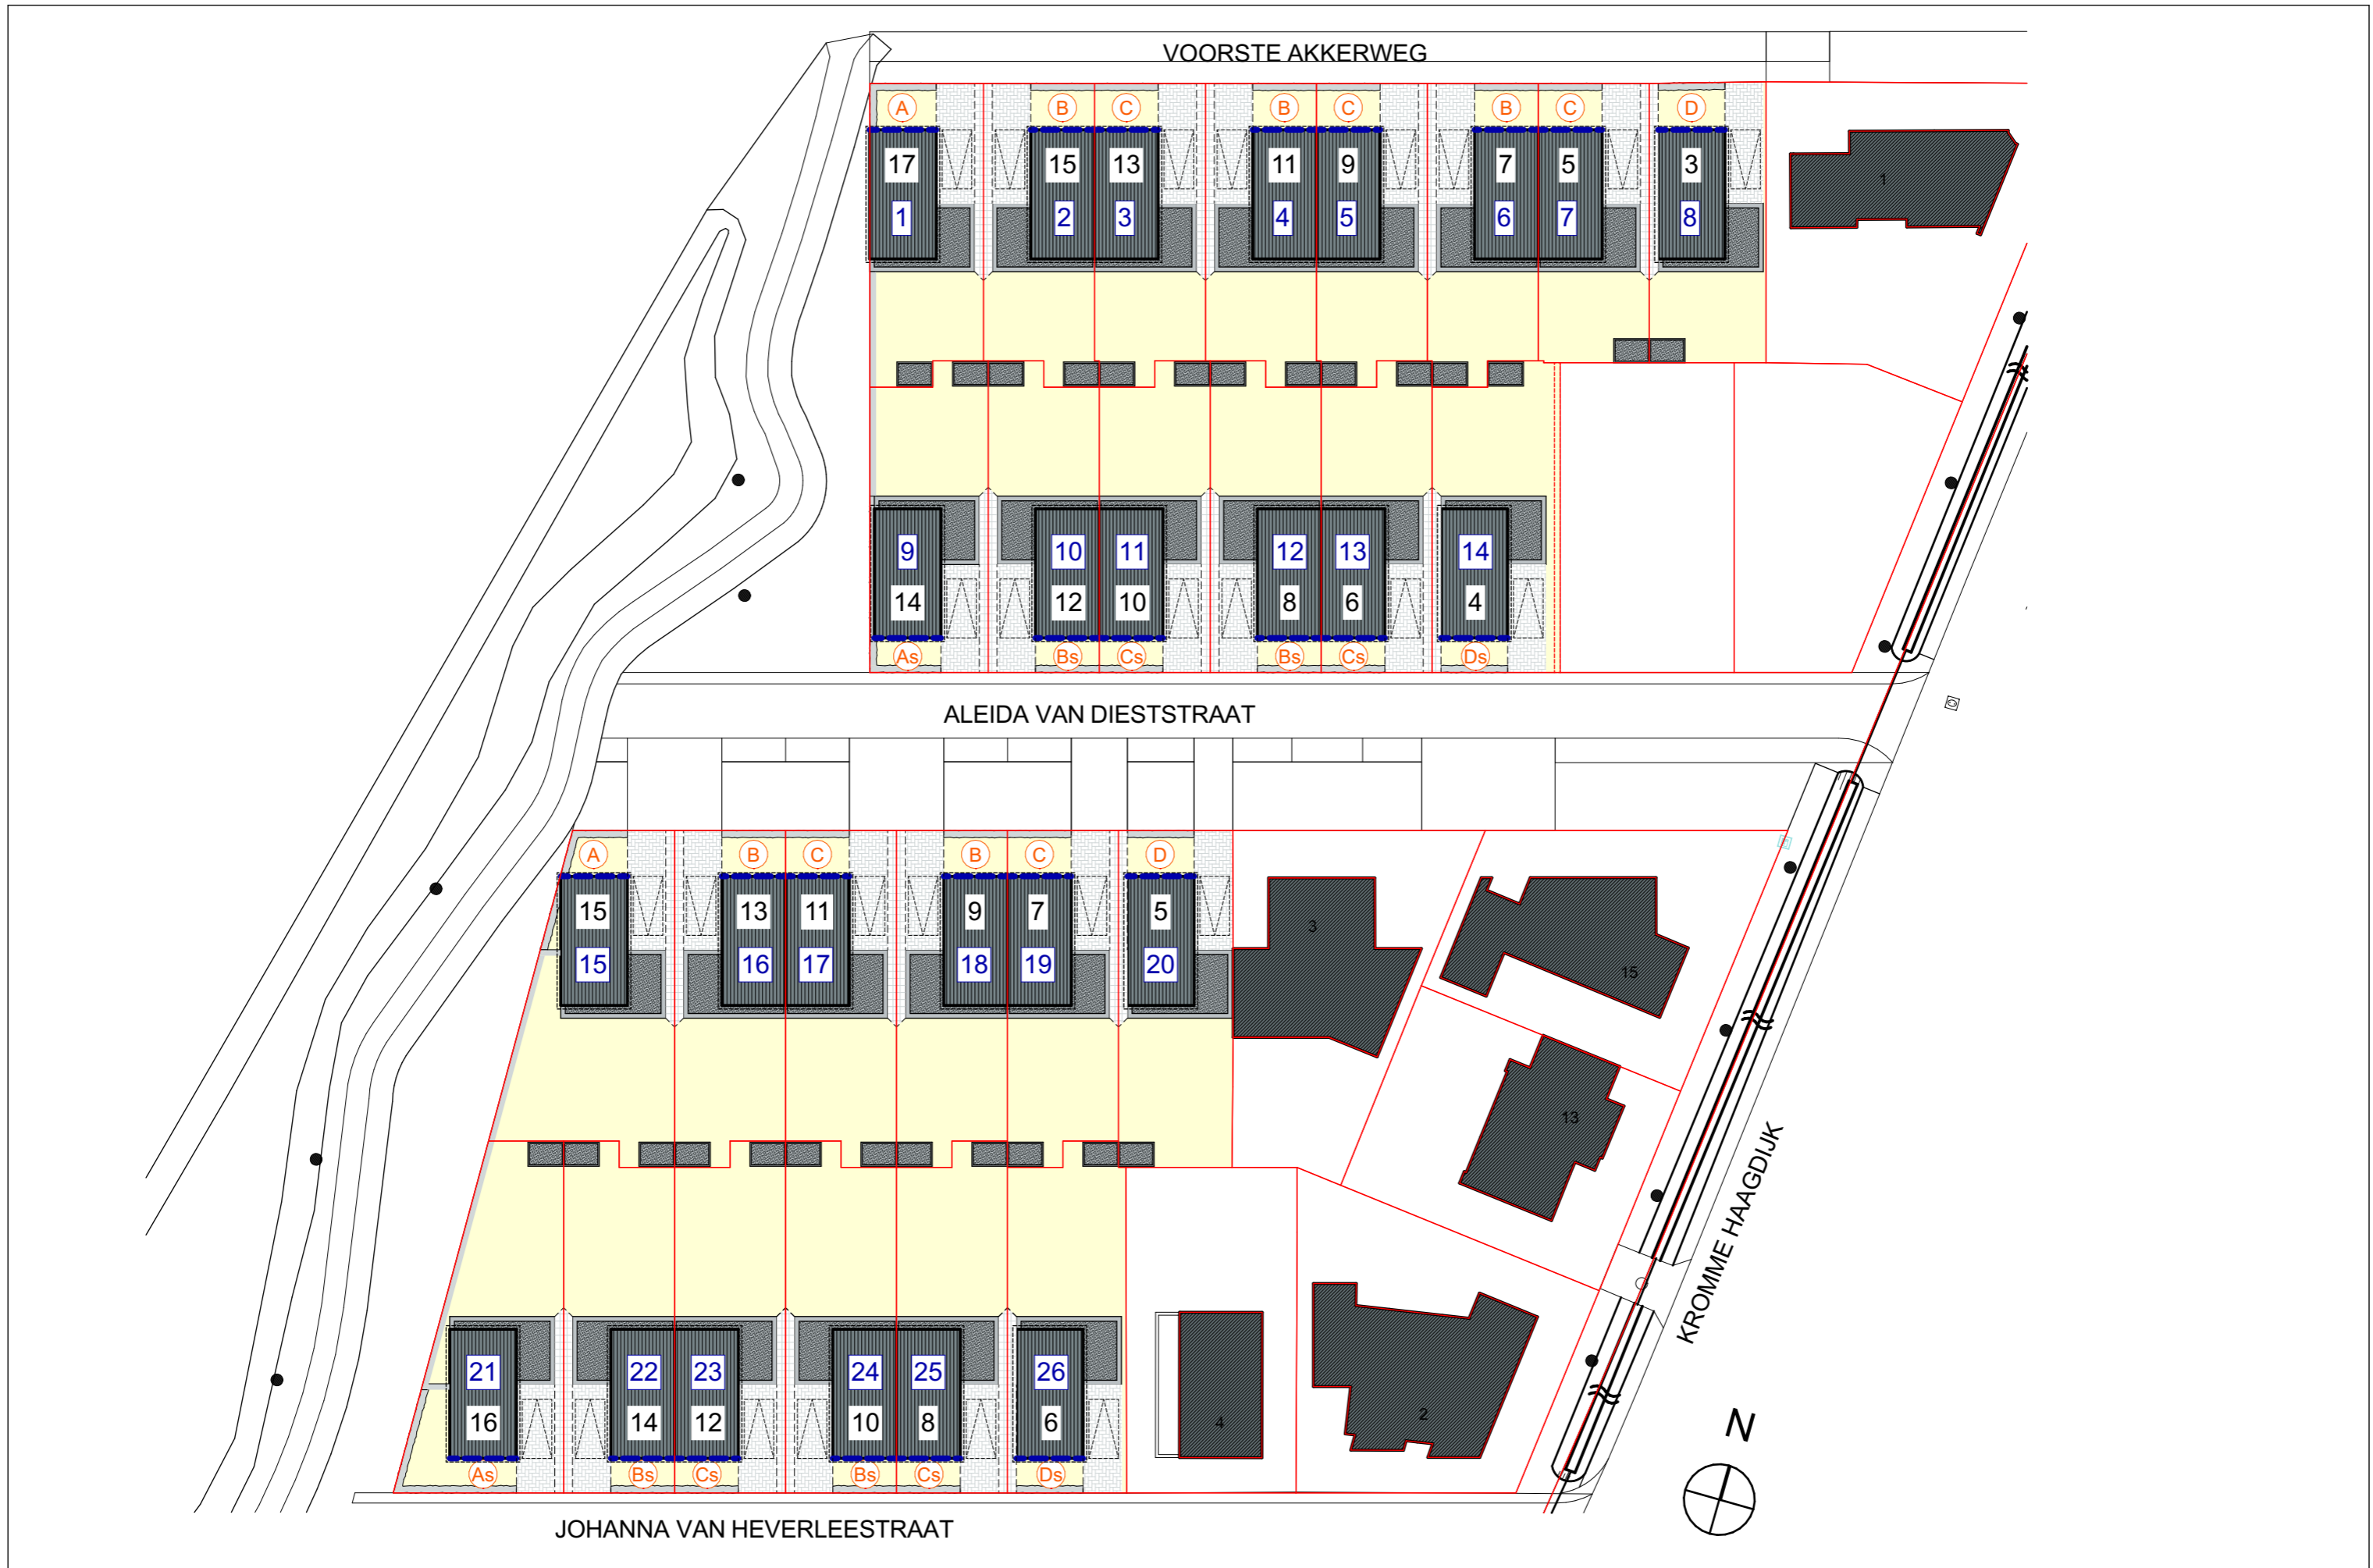 VOORSTE AKKERWEG
A B C B C B C D
17 15 13 11 9 7 5 3 1
1 2 3 4 5 6 7 8
9 10 11 12 13 14
14 12 10 8 6 4
As Bs Cs Bs Cs Ds
ALEIDA VAN DIESTSTRAAT
A B C B C D
15 13 11 9 7 5 3
15 16 17 18 19 20 15
13
KROMME HAAGDIJK
21 22 23 24 25 26
16 14 12 10 8 6 4 2
As Bs Cs Bs Cs Ds
N
JOHANNA VAN HEVERLEESTRAAT